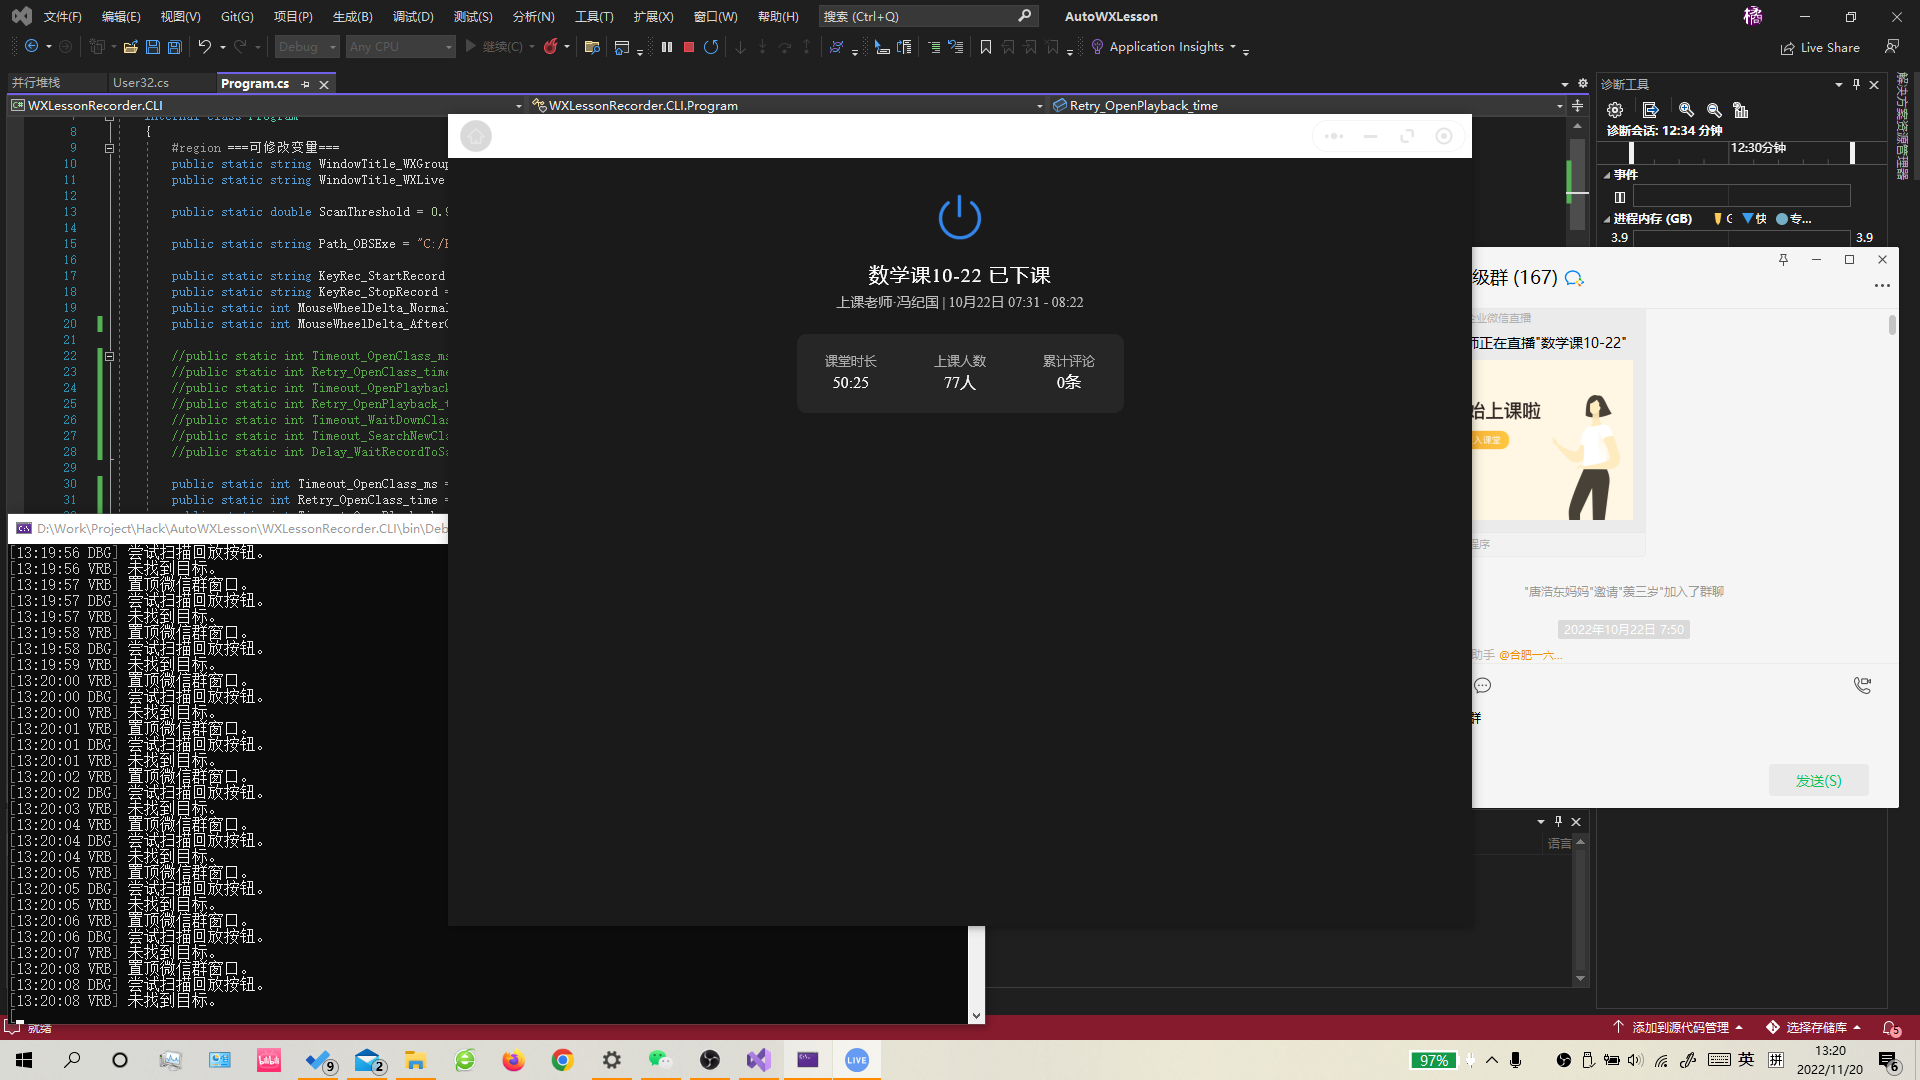 文件(F) 编辑(E) 视图(V) Git(G) 项目(P) 生成(B) 调试(D) 测试(S) 分析(N) 工具(T) 扩展(X) 窗口(W) 帮助(H) 搜索 (Ctrl+Q) AutoWXLesson
Debug Any CPU 继续(C) Application Insights Live Share
并行堆栈 User32.cs Program.cs
WXLessonRecorder.CLI WXLessonRecorder.CLI.Program Retry_OpenPlayback_time
8 {
9 #region ===可修改变量===
10 public static string WindowTitle_WXGroup
11 public static string WindowTitle_WXLive
12
13 public static double ScanThreshold = 0.9
14
15 public static string Path_OBSExe = "C:/
16
17 public static string KeyRec_StartRecord
18 public static string KeyRec_StopRecord =
19 public static int MouseWheelDelta_Normal
20 public static int MouseWheelDelta_After
21
22 //public static int Timeout_OpenClass_ms
23 //public static int Retry_OpenClass_time
24 //public static int Timeout_OpenPlayback
25 //public static int Retry_OpenPlayback_t
26 //public static int Timeout_WaitDownClas
27 //public static int Timeout_SearchNewCla
28 //public static int Delay_WaitRecordToSa
29
30 public static int Timeout_OpenClass_ms =
31 public static int Retry_OpenClass_time =
D:\Work\Project\Hack\AutoWXLesson\WXLessonRecorder.CLI\bin\Deb
[13:19:56 DBG] 尝试扫描回放按钮。
[13:19:56 VRB] 未找到目标。
[13:19:57 VRB] 置顶微信群窗口。
[13:19:57 DBG] 尝试扫描回放按钮。
[13:19:57 VRB] 未找到目标。
[13:19:58 VRB] 置顶微信群窗口。
[13:19:58 DBG] 尝试扫描回放按钮。
[13:19:59 VRB] 未找到目标。
[13:20:00 VRB] 置顶微信群窗口。
[13:20:00 DBG] 尝试扫描回放按钮。
[13:20:00 VRB] 未找到目标。
[13:20:01 VRB] 置顶微信群窗口。
[13:20:01 DBG] 尝试扫描回放按钮。
[13:20:01 VRB] 未找到目标。
[13:20:02 VRB] 置顶微信群窗口。
[13:20:02 DBG] 尝试扫描回放按钮。
[13:20:03 VRB] 未找到目标。
[13:20:04 VRB] 置顶微信群窗口。
[13:20:04 DBG] 尝试扫描回放按钮。
[13:20:04 VRB] 未找到目标。
[13:20:05 VRB] 置顶微信群窗口。
[13:20:05 DBG] 尝试扫描回放按钮。
[13:20:05 VRB] 未找到目标。
[13:20:06 VRB] 置顶微信群窗口。
[13:20:06 DBG] 尝试扫描回放按钮。
[13:20:07 VRB] 未找到目标。
[13:20:08 VRB] 置顶微信群窗口。
[13:20:08 DBG] 尝试扫描回放按钮。
[13:20:08 VRB] 未找到目标。
[
数学课10-22 已下课
上课老师·冯纪国 | 10月22日 07:31 - 08:22
课堂时长 上课人数 累计评论
50:25 77人 0条
诊断工具
诊断会话: 12:34 分钟
12:30分钟
事件
进程内存 (GB) 快 专...
3.9 3.9
解决方案资源管理器
级群 (167)
企业微信直播
师正在直播"数学课10-22"
始上课啦
入课堂
程序
"唐浩东妈妈"邀请"羡三岁"加入了群聊
2022年10月22日 7:50
助手 @合肥一六...
群
发送(S)
语言
就绪 添加到源代码管理 选择存储库 5
9 2 LIVE 97% 英 拼 13:20
2022/11/20 6